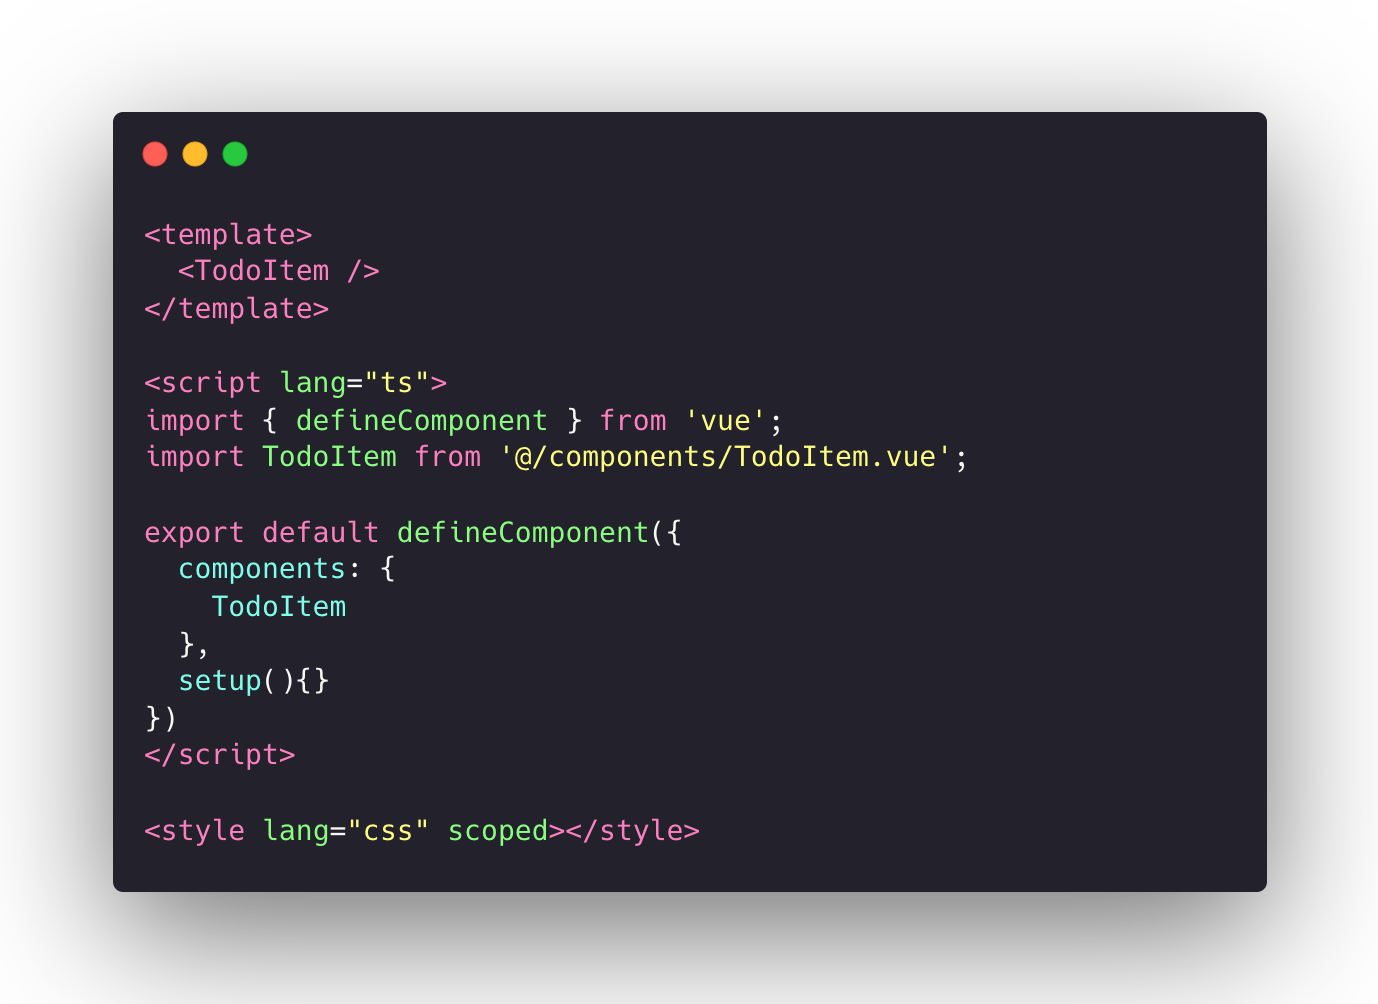 <template>
  <TodoItem />
</template>

<script lang="ts">
import { defineComponent } from 'vue';
import TodoItem from '@/components/TodoItem.vue';

export default defineComponent({
  components: {
    TodoItem
  },
  setup(){}
})
</script>

<style lang="css" scoped></style>